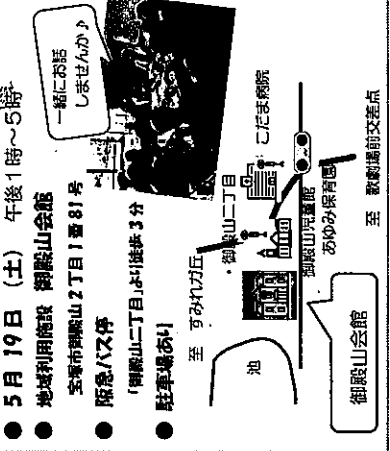 ● 5月19日（土）午後1時～5時
● 地域利用施設 御殿山会館
宝塚市御殿山2丁目1番81号
● 阪急バス停
「御殿山二丁目」より徒歩3分
● 駐車場あり
一緒にお話
しませんか♪
至 すみれガ丘
・御殿山二丁目
こだま病院
池
御殿山児童館
あゆみ保育園
至 歌劇場前交差点
御殿山会館